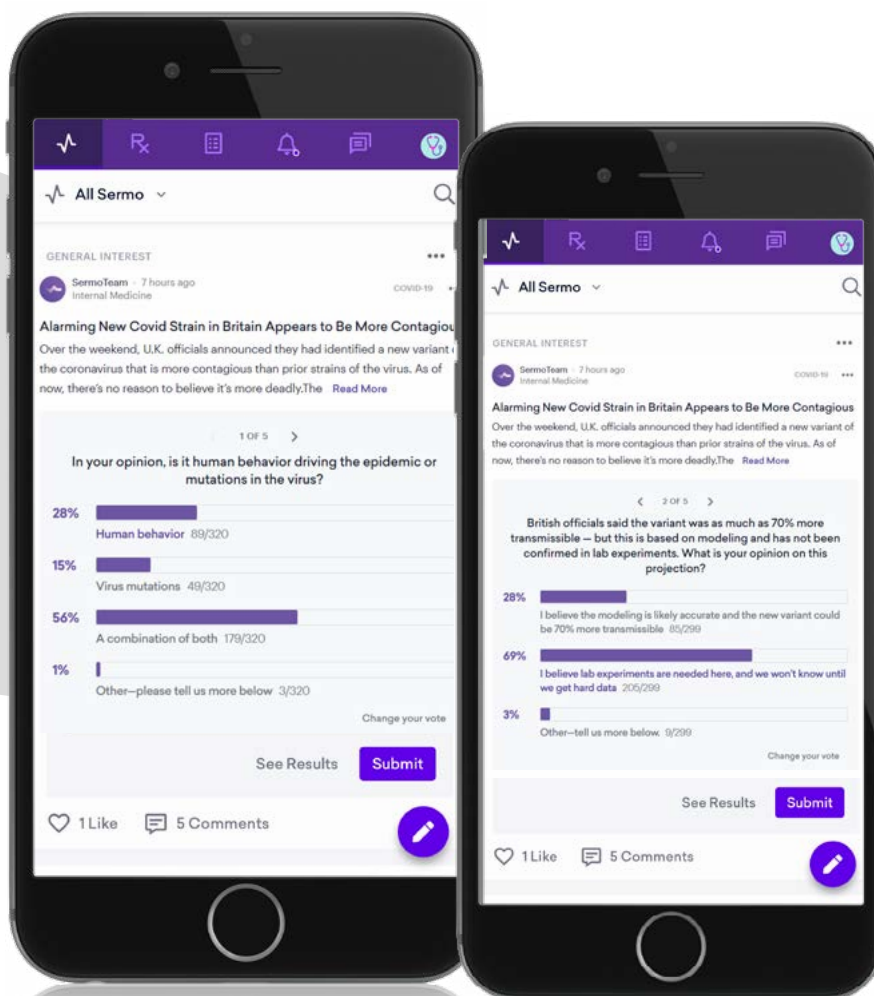 Rx
All Sermo
GENERAL INTEREST
SermoTeam · 7 hours ago
Internal Medicine
COVID-19
Alarming New Covid Strain in Britain Appears to Be More Contagiou
Over the weekend, U.K. officials announced they had identified a new variant
the coronavirus that is more contagious than prior strains of the virus. As of
now, there's no reason to believe it's more deadly.The Read More
1 OF 5
In your opinion, is it human behavior driving the epidemic or
mutations in the virus?
28%
Human behavior 89/320
15%
Virus mutations 49/320
56%
A combination of both 179/320
1%
Other—please tell us more below 3/320
Change your vote
See Results Submit
1 Like 5 Comments
Rx
All Sermo
GENERAL INTEREST
SermoTeam · 7 hours ago
Internal Medicine
COVID-19
Alarming New Covid Strain in Britain Appears to Be More Contagious
Over the weekend, U.K. officials announced they had identified a new variant of
the coronavirus that is more contagious than prior strains of the virus. As of
now, there's no reason to believe it's more deadly.The Read More
2 OF 5
British officials said the variant was as much as 70% more
transmissible — but this is based on modeling and has not been
confirmed in lab experiments. What is your opinion on this
projection?
28%
I believe the modeling is likely accurate and the new variant could
be 70% more transmissible 85/299
69%
I believe lab experiments are needed here, and we won't know until
we get hard data 205/299
3%
Other—tell us more below. 9/299
Change your vote
See Results Submit
1 Like 5 Comments